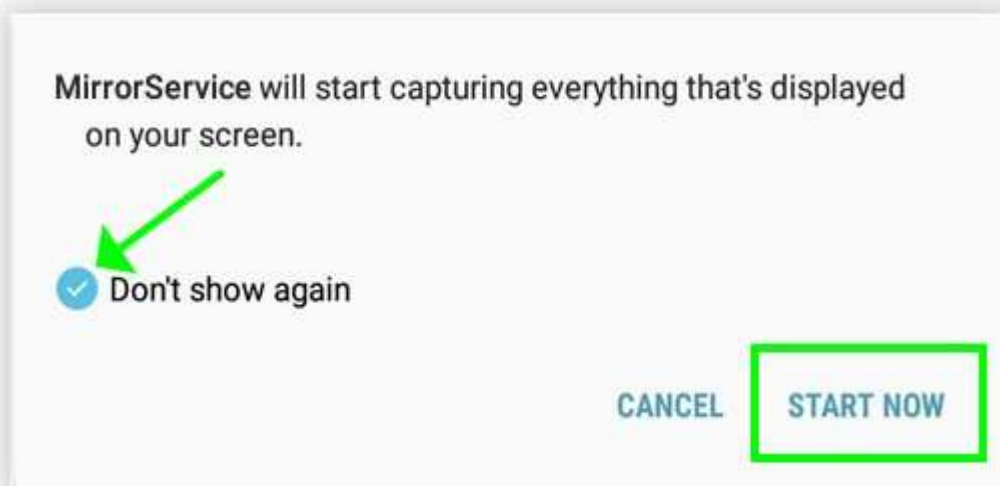 MirrorService will start capturing everything that's displayed
on your screen.
Don't show again
CANCEL START NOW